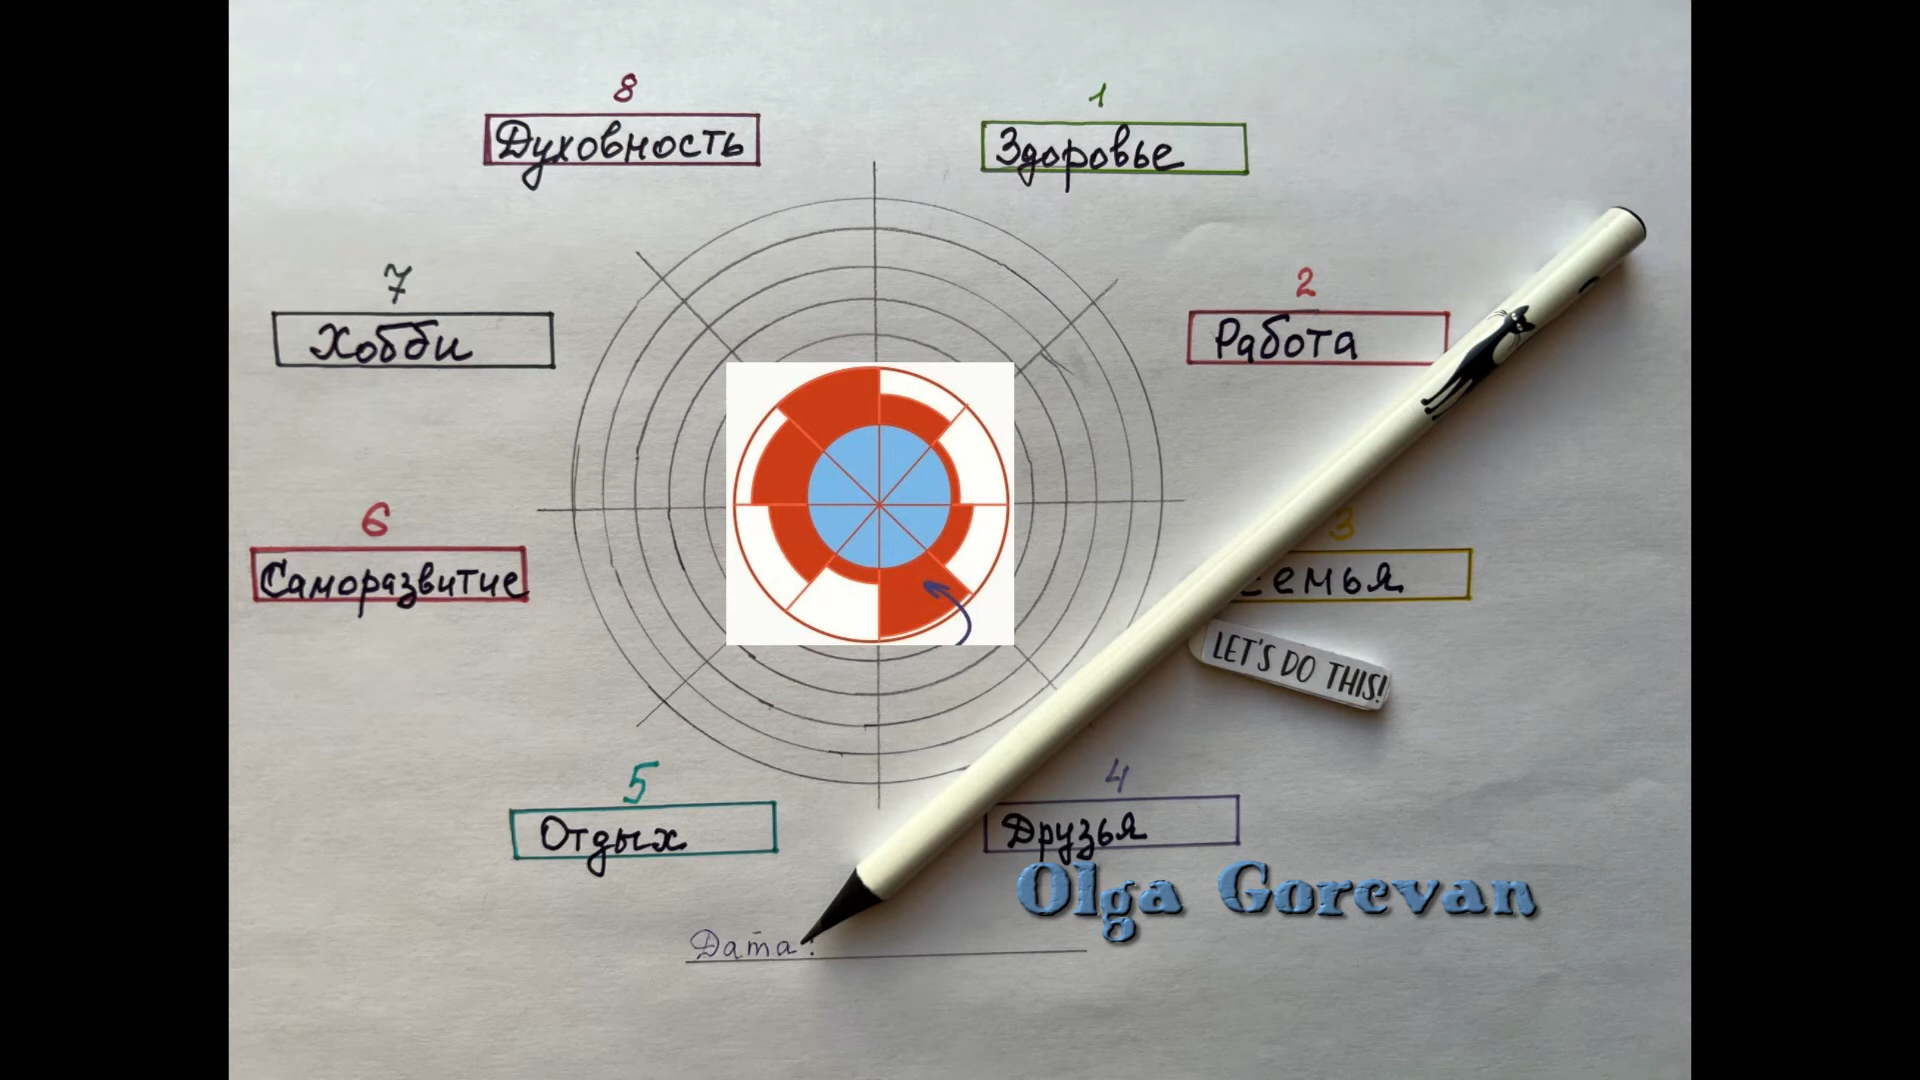 8
Духовность
1
Здоровье
7
Хобби
2
Работа
6
Саморазвитие
3
Семья
LET'S DO THIS!
5
Отдых
4
Друзья
Olga Gorevan
Дата: